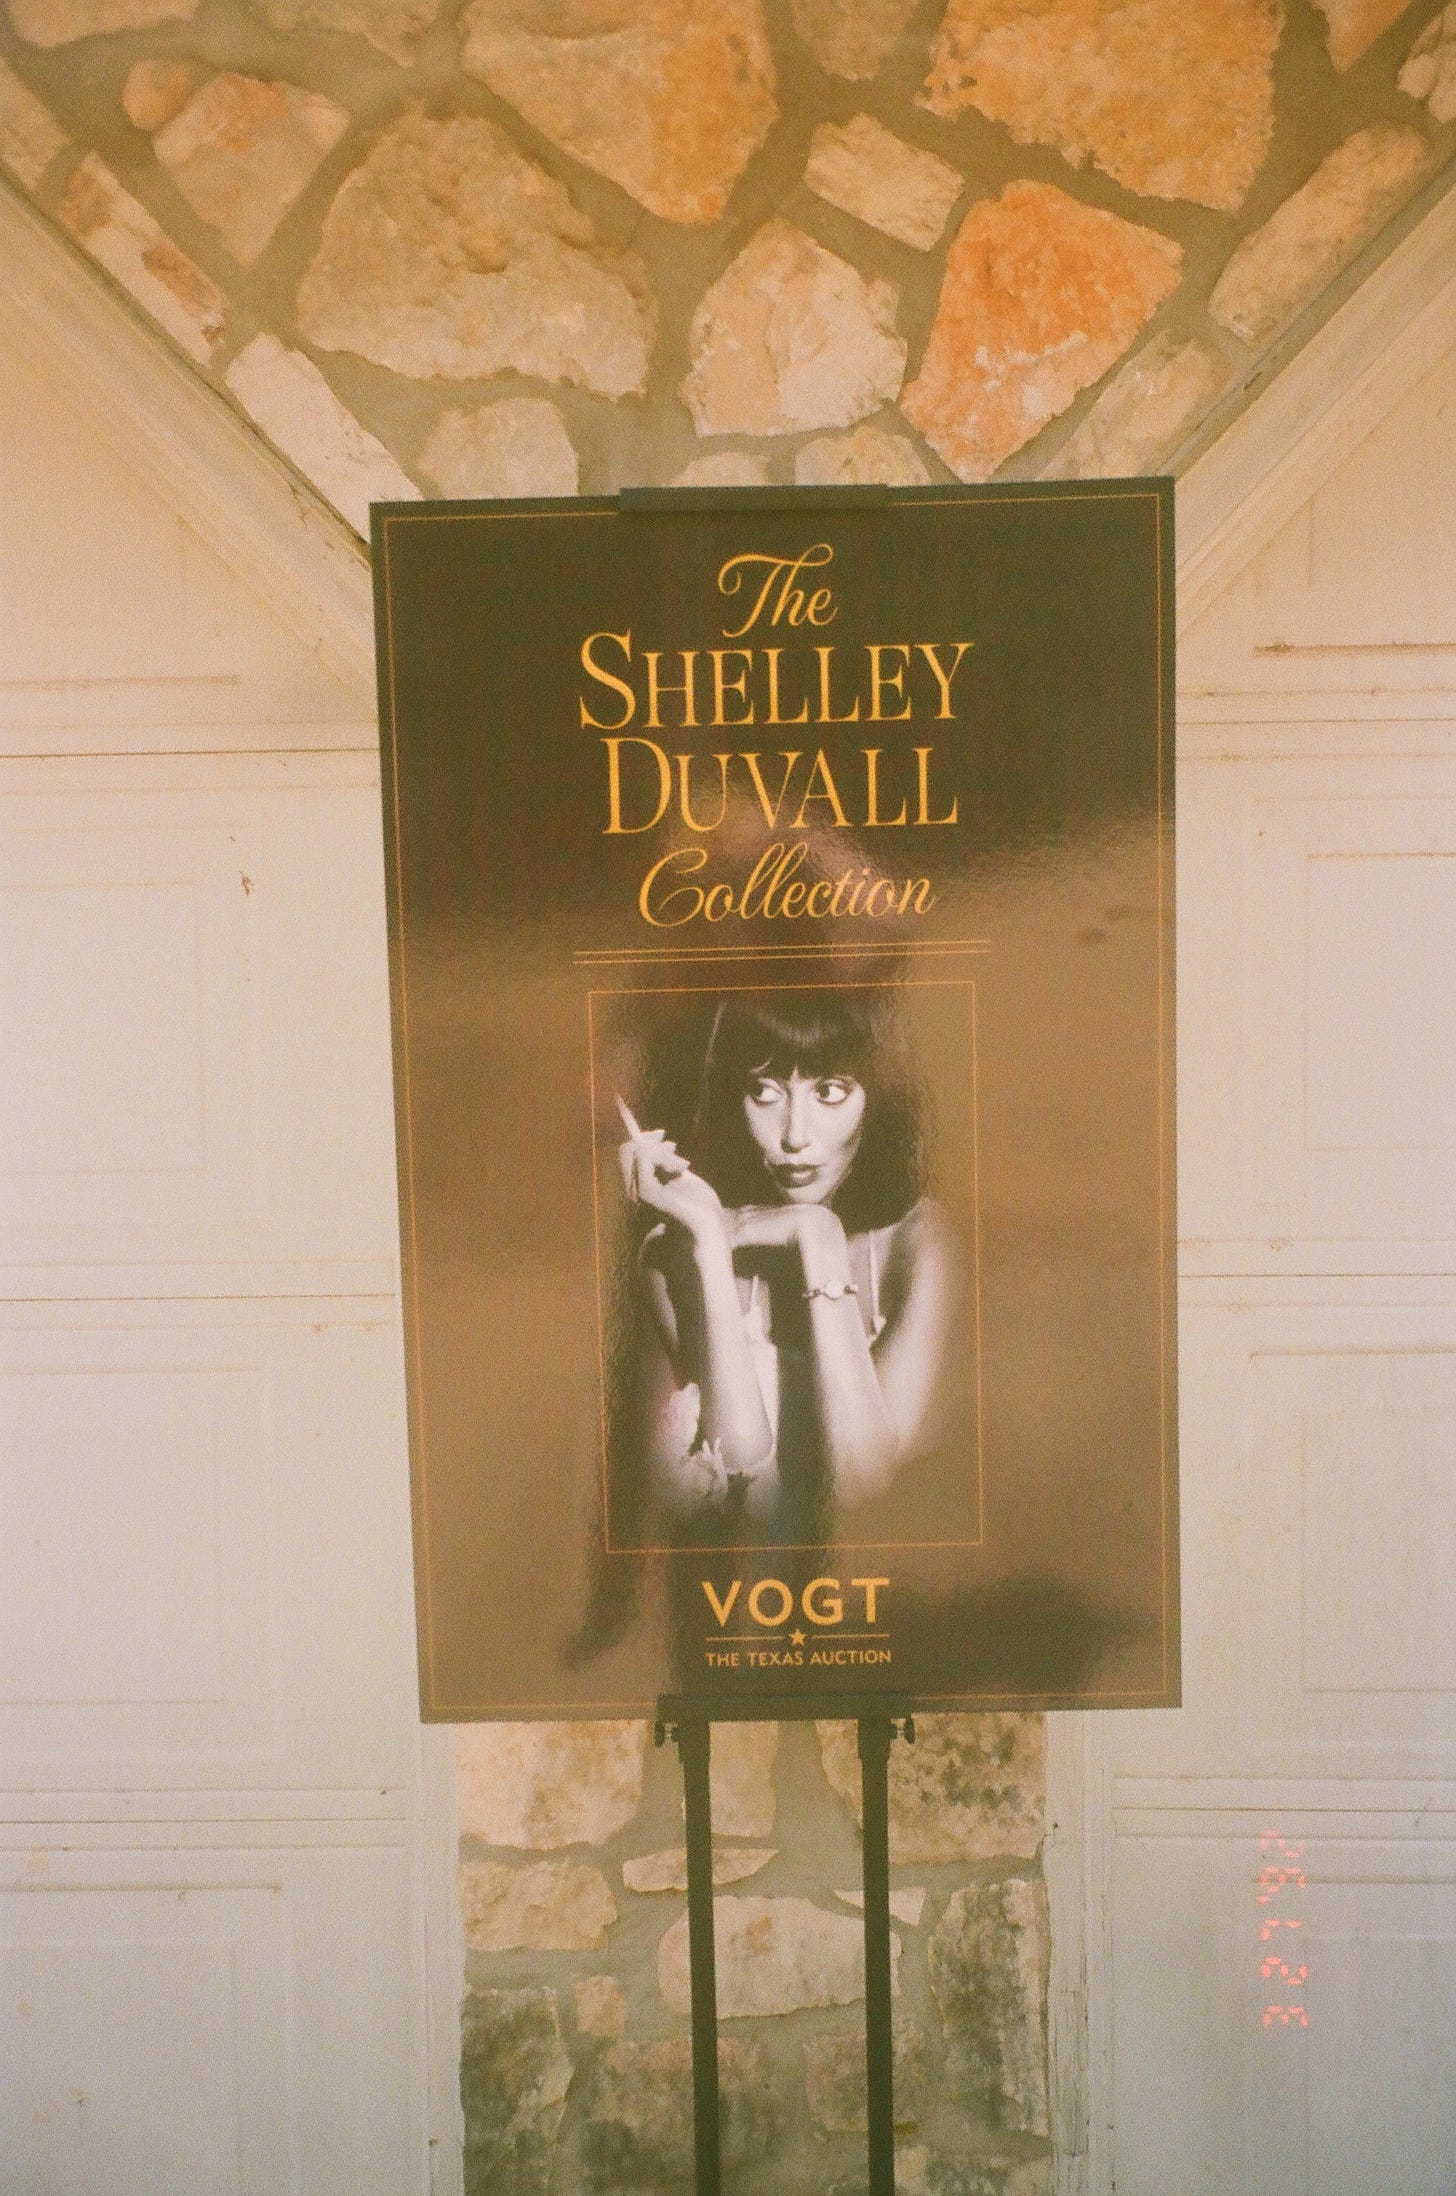 The
SHELLEY
DUVALL
Collection
VOGT
THE TEXAS AUCTION